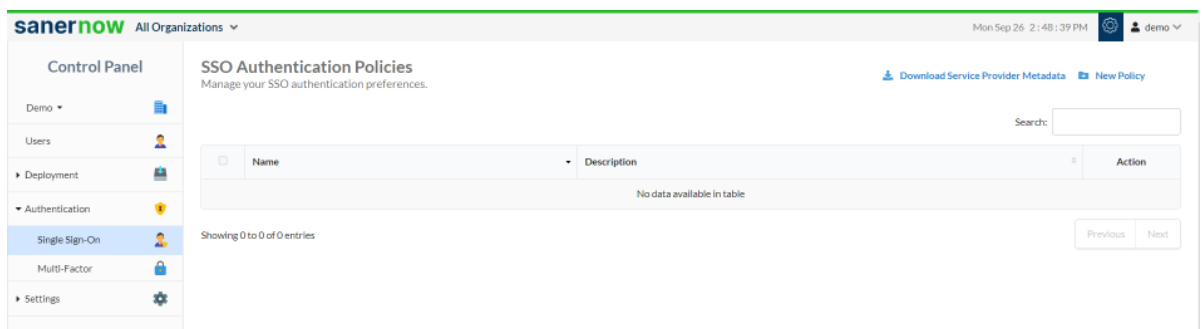 sanernow All Organizations Mon Sep 26 2:48:39 PM demo
Control Panel
Demo
Users
Deployment
Authentication
Single Sign-On
Multi-Factor
Settings
SSO Authentication Policies
Manage your SSO authentication preferences.
Download Service Provider Metadata New Policy
Search:
Name Description Action
No data available in table
Showing 0 to 0 of 0 entries Previous Next